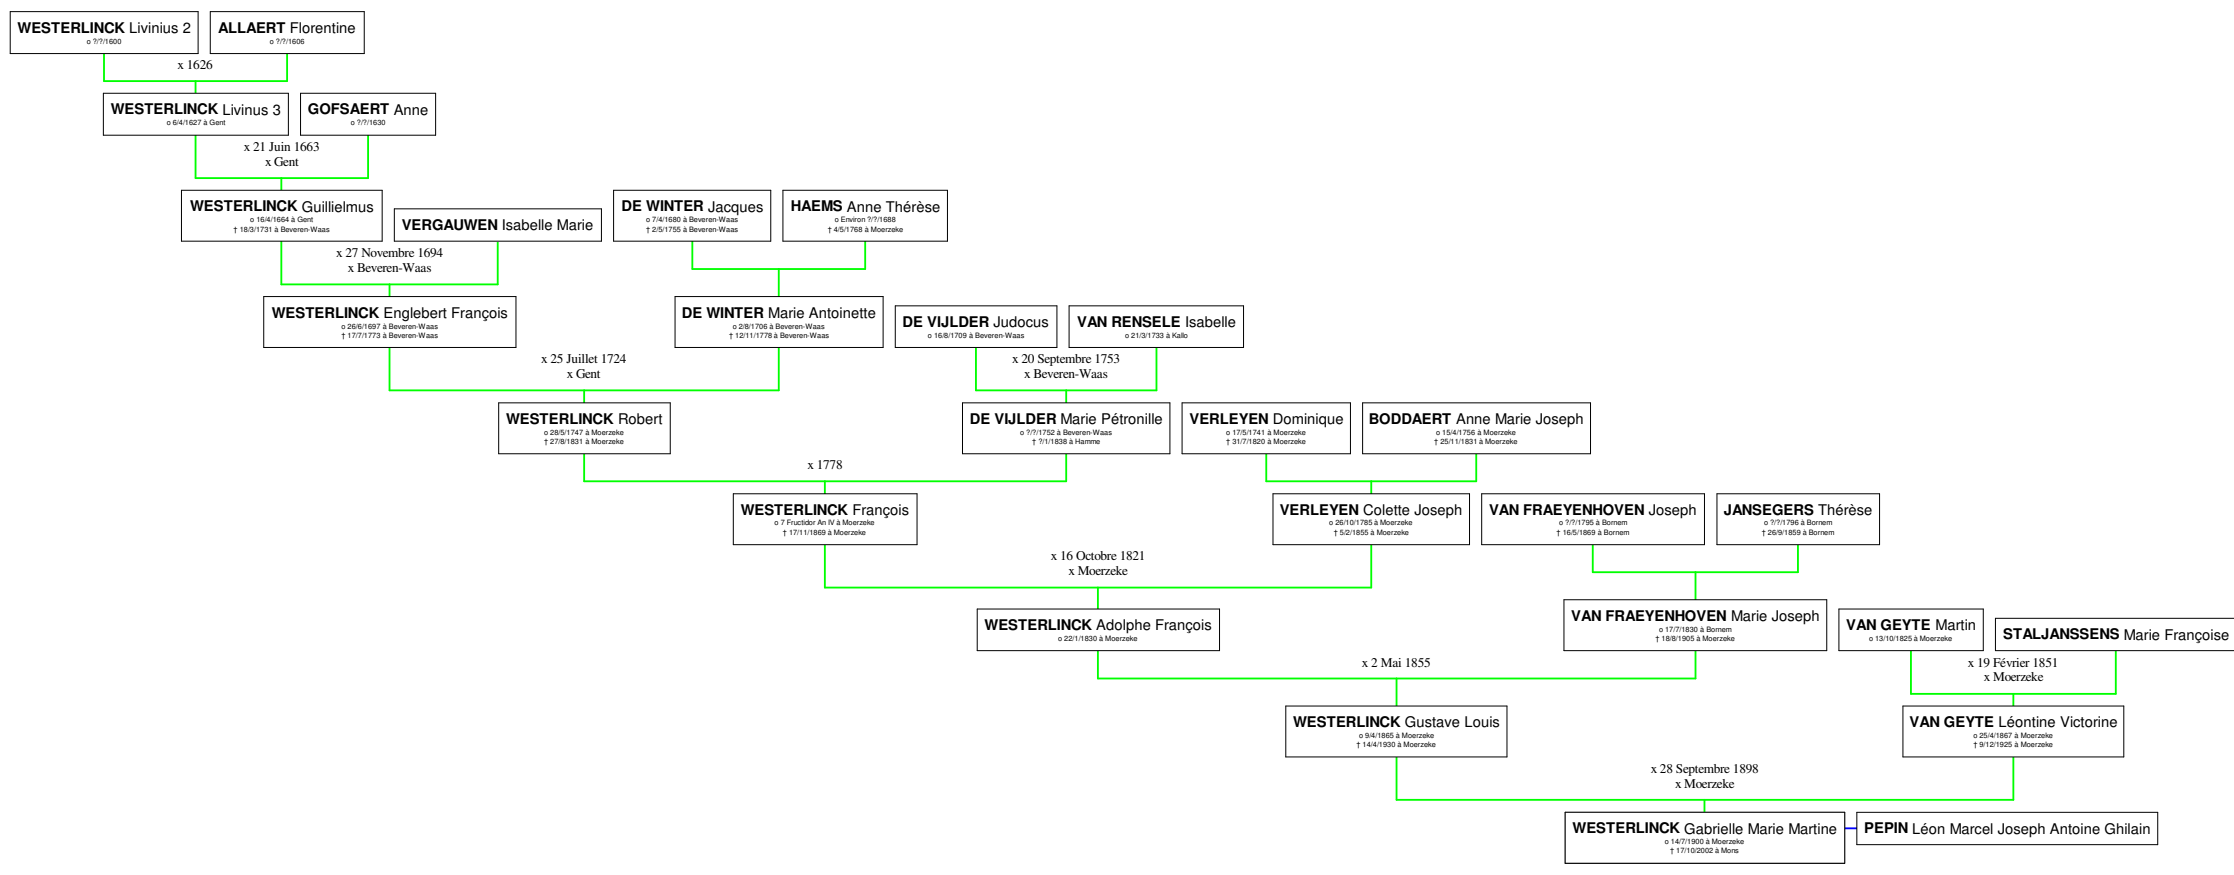 WESTERLINCK Livinius 2
o ?/?/1600
ALLAERT Florentine
o ?/?/1606
x 1626
WESTERLINCK Livinus 3
o 6/4/1627 à Gent
GOFSAERT Anne
o ?/?/1630
x 21 Juin 1663
x Gent
WESTERLINCK Guillielmus
o 16/4/1664 à Gent
† 18/3/1731 à Beveren-Waas
VERGAUWEN Isabelle Marie
DE WINTER Jacques
o 7/4/1680 à Beveren-Waas
† 2/5/1755 à Beveren-Waas
HAEMS Anne Thérèse
o Environ ?/?/1688
† 4/5/1768 à Moerzeke
x 27 Novembre 1694
x Beveren-Waas
WESTERLINCK Englebert François
o 26/6/1697 à Beveren-Waas
† 17/7/1773 à Beveren-Waas
DE WINTER Marie Antoinette
o 2/8/1706 à Beveren-Waas
† 12/11/1778 à Beveren-Waas
DE VIJLDER Judocus
o 16/8/1709 à Beveren-Waas
VAN RENSELE Isabelle
o 21/3/1733 à Kallo
x 25 Juillet 1724
x Gent
x 20 Septembre 1753
x Beveren-Waas
WESTERLINCK Robert
o 28/5/1747 à Moerzeke
† 27/8/1831 à Moerzeke
DE VIJLDER Marie Pétronille
o ?/?/1752 à Beveren-Waas
† ?/1/1838 à Hamme
VERLEYEN Dominique
o 17/5/1741 à Moerzeke
† 31/7/1820 à Moerzeke
BODDAERT Anne Marie Joseph
o 15/4/1756 à Moerzeke
† 25/11/1831 à Moerzeke
x 1778
WESTERLINCK François
o 7 Fructidor An IV à Moerzeke
† 17/11/1869 à Moerzeke
VERLEYEN Colette Joseph
o 26/10/1785 à Moerzeke
† 5/2/1855 à Moerzeke
VAN FRAEYENHOVEN Joseph
o ?/?/1795 à Bornem
† 16/5/1869 à Bornem
JANSEGERS Thérèse
o ?/?/1796 à Bornem
† 26/9/1859 à Bornem
x 16 Octobre 1821
x Moerzeke
WESTERLINCK Adolphe François
o 22/1/1830 à Moerzeke
VAN FRAEYENHOVEN Marie Joseph
o 17/7/1830 à Bornem
† 18/8/1905 à Moerzeke
VAN GEYTE Martin
o 13/10/1825 à Moerzeke
STALJANSSENS Marie Françoise
x 2 Mai 1855
x 19 Février 1851
x Moerzeke
WESTERLINCK Gustave Louis
o 9/4/1865 à Moerzeke
† 14/4/1930 à Moerzeke
VAN GEYTE Léontine Victorine
o 25/4/1867 à Moerzeke
† 9/12/1925 à Moerzeke
x 28 Septembre 1898
x Moerzeke
WESTERLINCK Gabrielle Marie Martine
o 14/7/1900 à Moerzeke
† 17/10/2002 à Mons
PEPIN Léon Marcel Joseph Antoine Ghilain